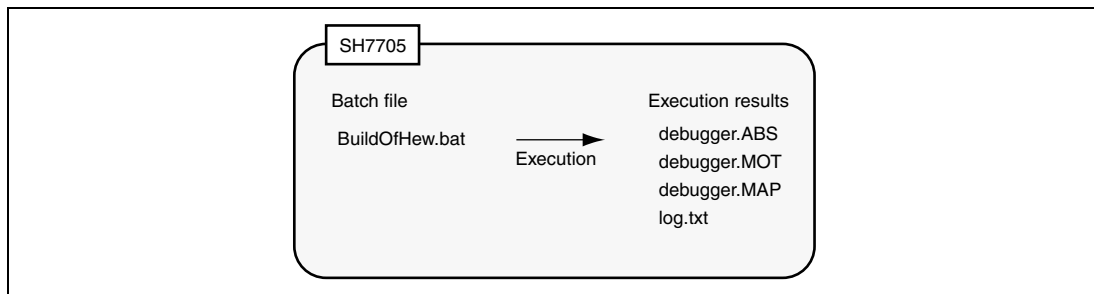 SH7705
Batch file
BuildOfHew.bat
Execution
Execution results
debugger.ABS
debugger.MOT
debugger.MAP
log.txt